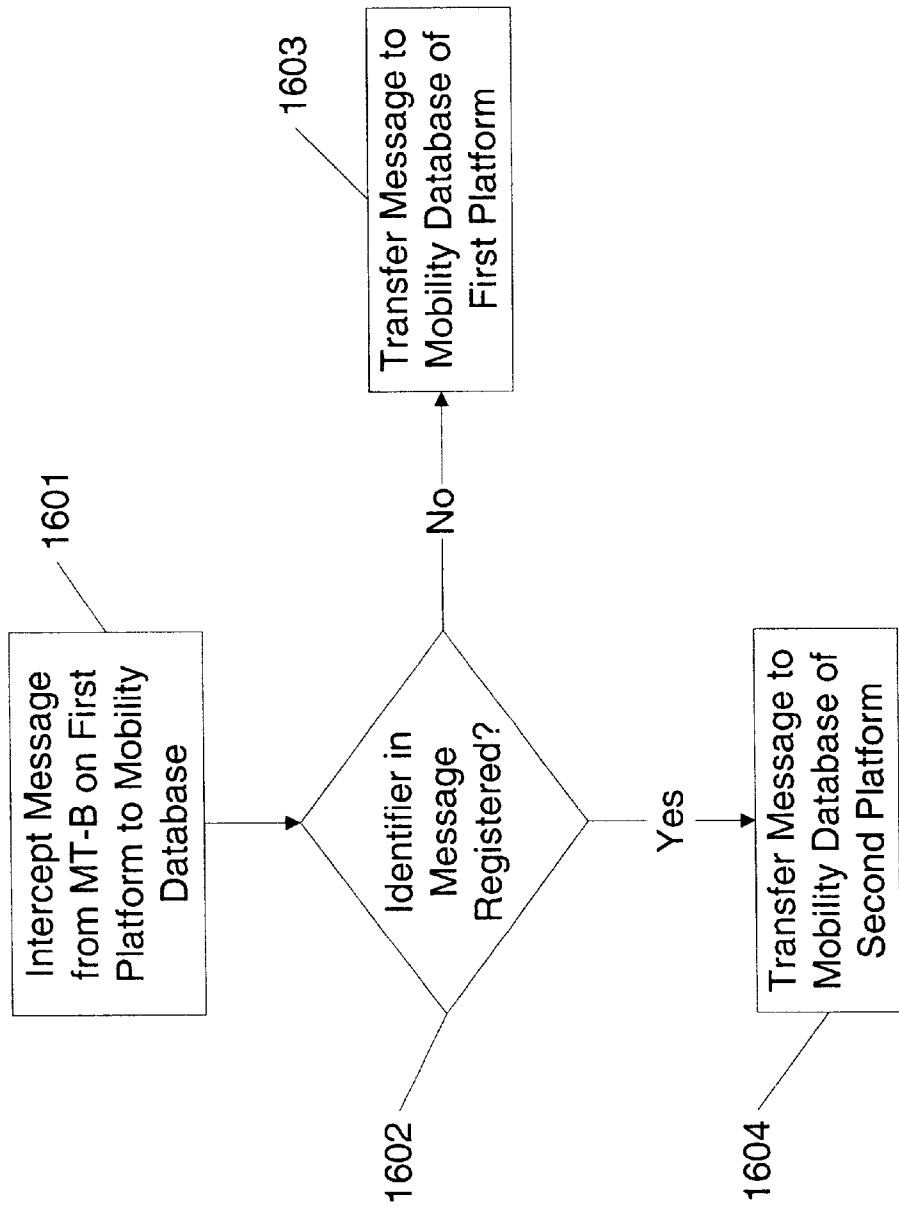 1601
Intercept Message
from MT-B on First
Platform to Mobility
Database
1602
Identifier in
Message
Registered?
No
1603
Transfer Message to
Mobility Database of
First Platform
Yes
1604
Transfer Message to
Mobility Database of
Second Platform